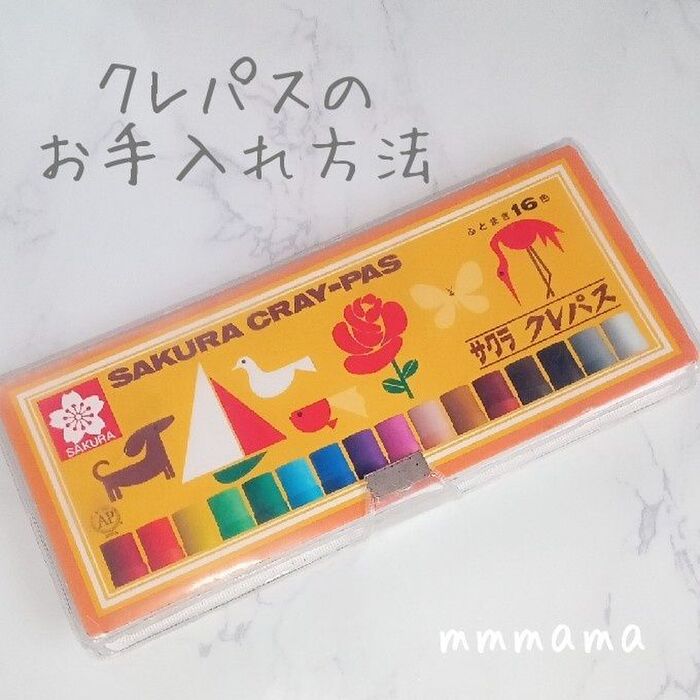 クレパスの
お手入れ方法
ふとまき16色
SAKURA CRAY-PAS
サクラ クレパス
SAKURA
AP
mmmama